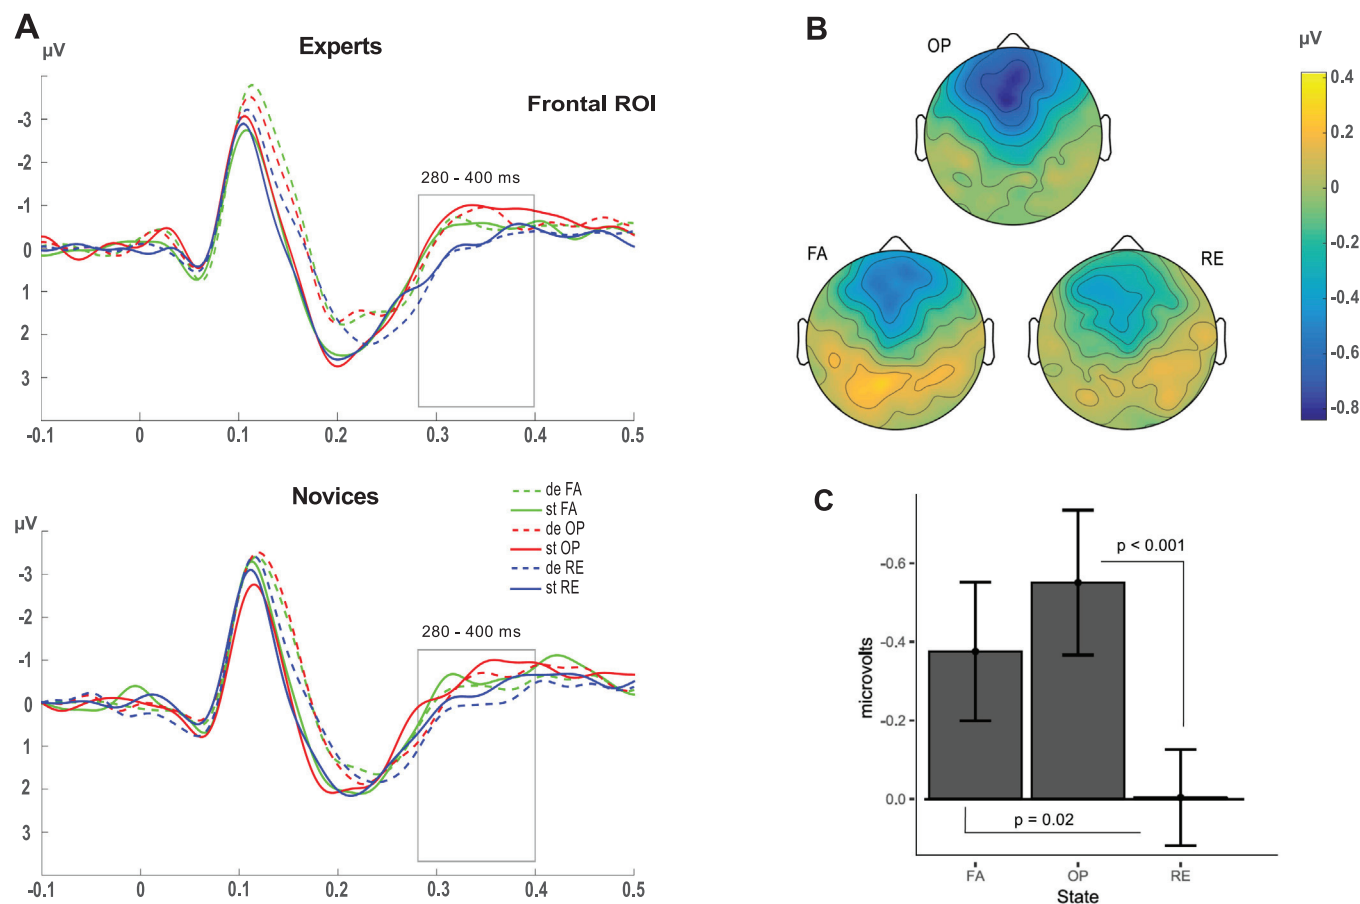 A
µV
Experts
Frontal ROI
280 - 400 ms
-3
-2
-1
0
1
2
3
-0.1
0
0.1
0.2
0.3
0.4
0.5
Novices
µV
de FA
st FA
de OP
st OP
de RE
st RE
280 - 400 ms
-3
-2
-1
0
1
2
3
-0.1
0
0.1
0.2
0.3
0.4
0.5
B
OP
FA
RE
µV
0.4
0.2
0
-0.2
-0.4
-0.6
-0.8
C
microvolts
-0.6
-0.4
-0.2
0.0
p < 0.001
p = 0.02
FA
OP
RE
State